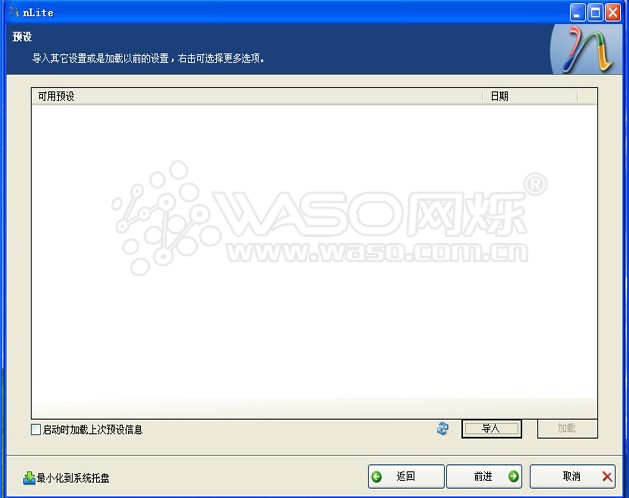 nLite
预设
导入其它设置或是加载以前的设置，右击可选择更多选项。
可用预设 日期
WASO网烁®
www.waso.com.cn
启动时加载上次预设信息 导入 加载
最小化到系统托盘 返回 前进 取消